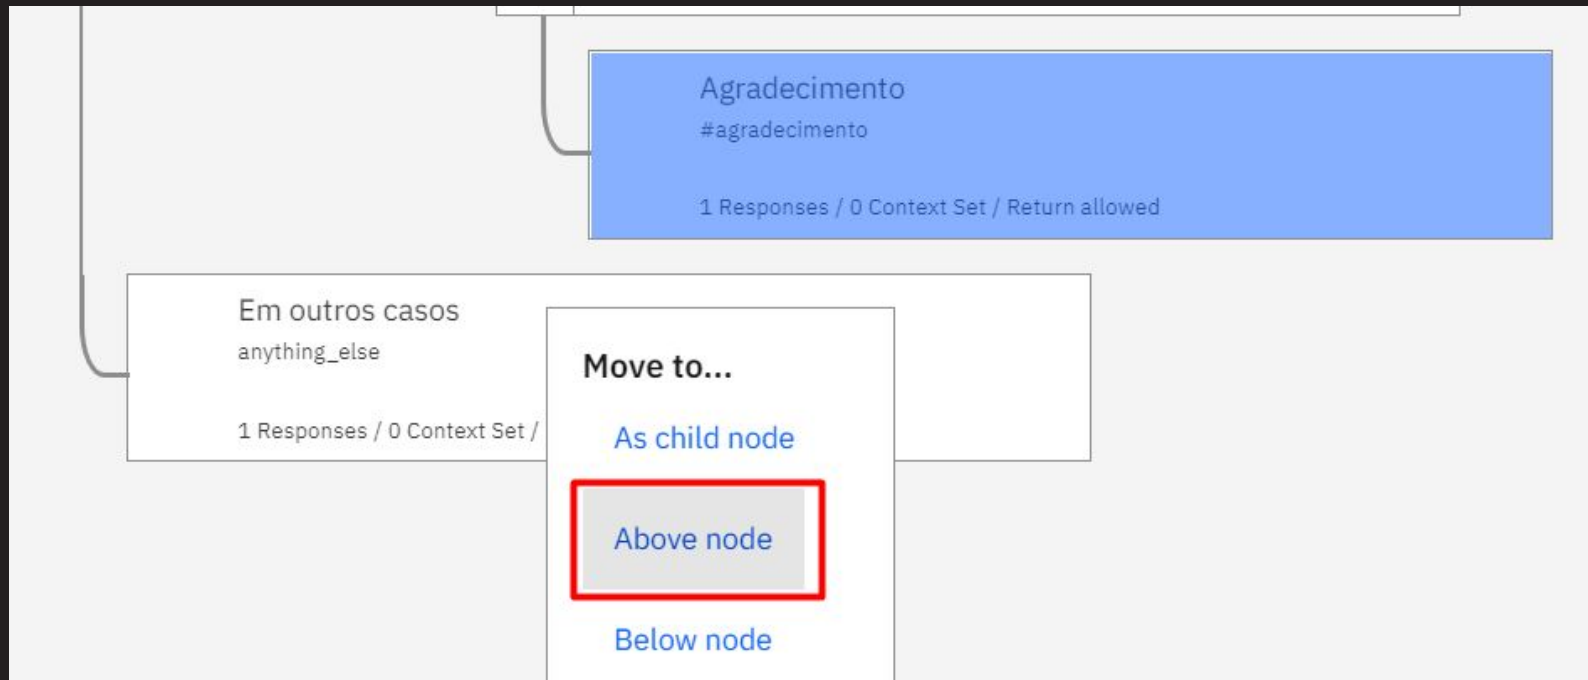 Agradecimento
#agradecimento
1 Responses / 0 Context Set / Return allowed
Em outros casos
anything_else
1 Responses / 0 Context Set /
Move to...
As child node
Above node
Below node